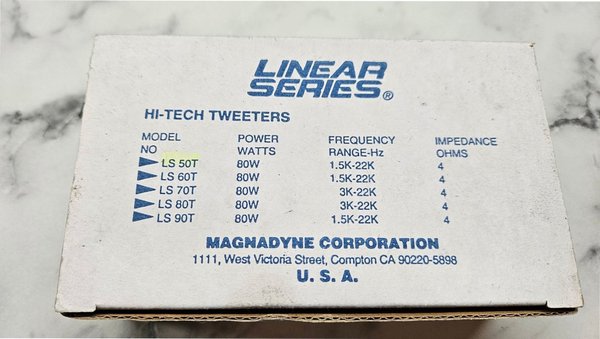 LINEAR
SERIES®
HI-TECH TWEETERS
MODEL POWER FREQUENCY IMPEDANCE
NO WATTS RANGE-Hz OHMS
LS 50T 80W 1.5K-22K 4
LS 60T 80W 1.5K-22K 4
LS 70T 80W 3K-22K 4
LS 80T 80W 3K-22K 4
LS 90T 80W 1.5K-22K 4
MAGNADYNE CORPORATION
1111, West Victoria Street, Compton CA 90220-5898
U. S. A.